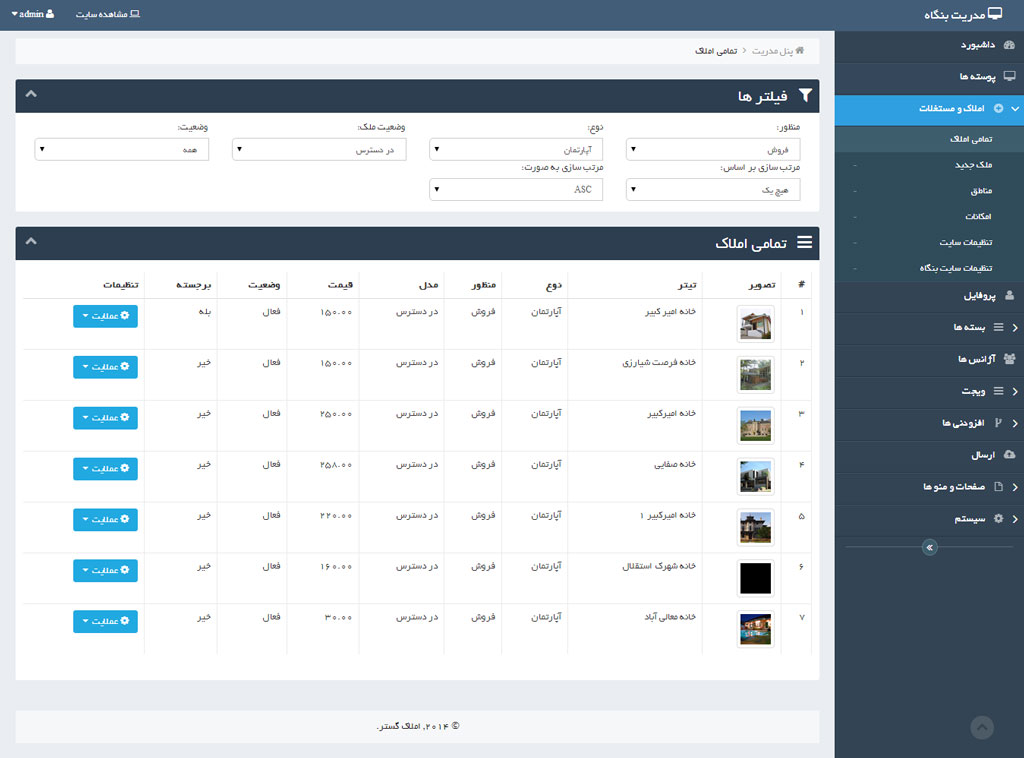 مدریت بنگاه
مشاهده سایت
admin
داشبورد
پوسته ها
املاک و مستغلات
تمامی املاک
ملک جدید
مناطق
امکانات
تنظیمات سایت
تنظیمات سایت بنگاه
پروفایل
بسته ها
آژانس ها
ویجت
افزودنی ها
ارسال
صفحات و منو ها
سیستم
پنل مدریت > تمامی املاک
فیلتر ها
منظور: نوع: وضعیت ملک: وضعیت:
فروش آپارتمان در دسترس همه
مرتب سازی بر اساس: مرتب سازی به صورت:
هیچ یک ASC
تمامی املاک
# تصویر تیتر نوع منظور مدل قیمت وضعیت برجسته تنظیمات
۱ خانه امیر کبیر آپارتمان فروش در دسترس ۱۵۰.۰۰ فعال بله عملیات
۲ خانه فرصت شیارزی آپارتمان فروش در دسترس ۱۵۰.۰۰ فعال خیر عملیات
۳ خانه امیرکبیر آپارتمان فروش در دسترس ۲۵۰.۰۰ فعال خیر عملیات
۴ خانه صفایی آپارتمان فروش در دسترس ۲۵۸.۰۰ فعال خیر عملیات
۵ خانه امیرکبیر ۱ آپارتمان فروش در دسترس ۲۲۰.۰۰ فعال خیر عملیات
۶ خانه شهرک استقلال آپارتمان فروش در دسترس ۱۶۰.۰۰ فعال خیر عملیات
۷ خانه معالی آباد آپارتمان فروش در دسترس ۳۰.۰۰ فعال خیر عملیات
© ۲۰۱۴, املاک گستر.